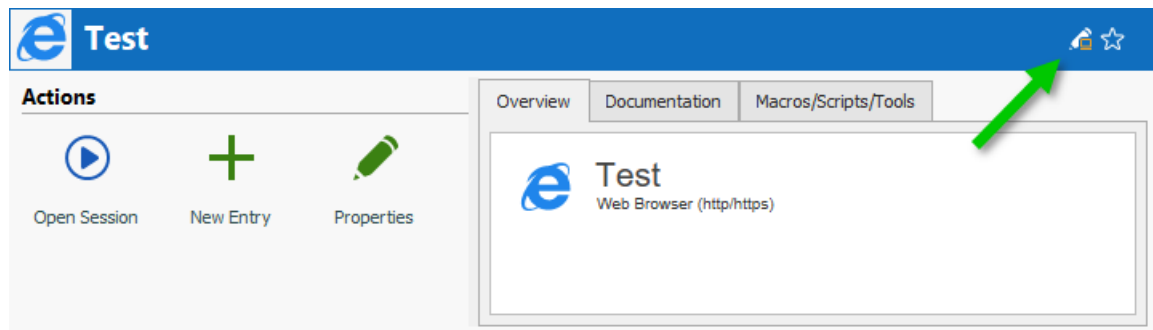 Test
Actions
Overview Documentation Macros/Scripts/Tools
Open Session New Entry Properties
Test
Web Browser (http/https)